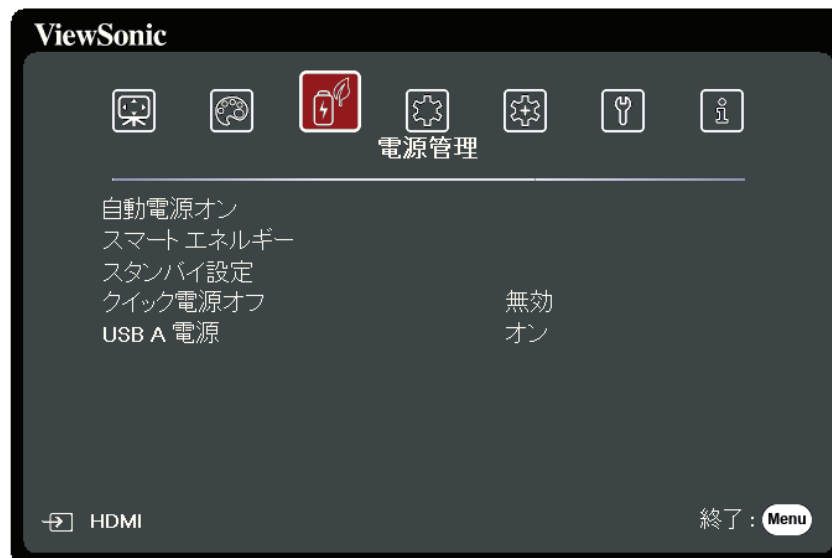 ViewSonic
電源管理
自動電源オン
スマート エネルギー
スタンバイ設定
クイック電源オフ 無効
USB A 電源 オン
HDMI 終了 : Menu